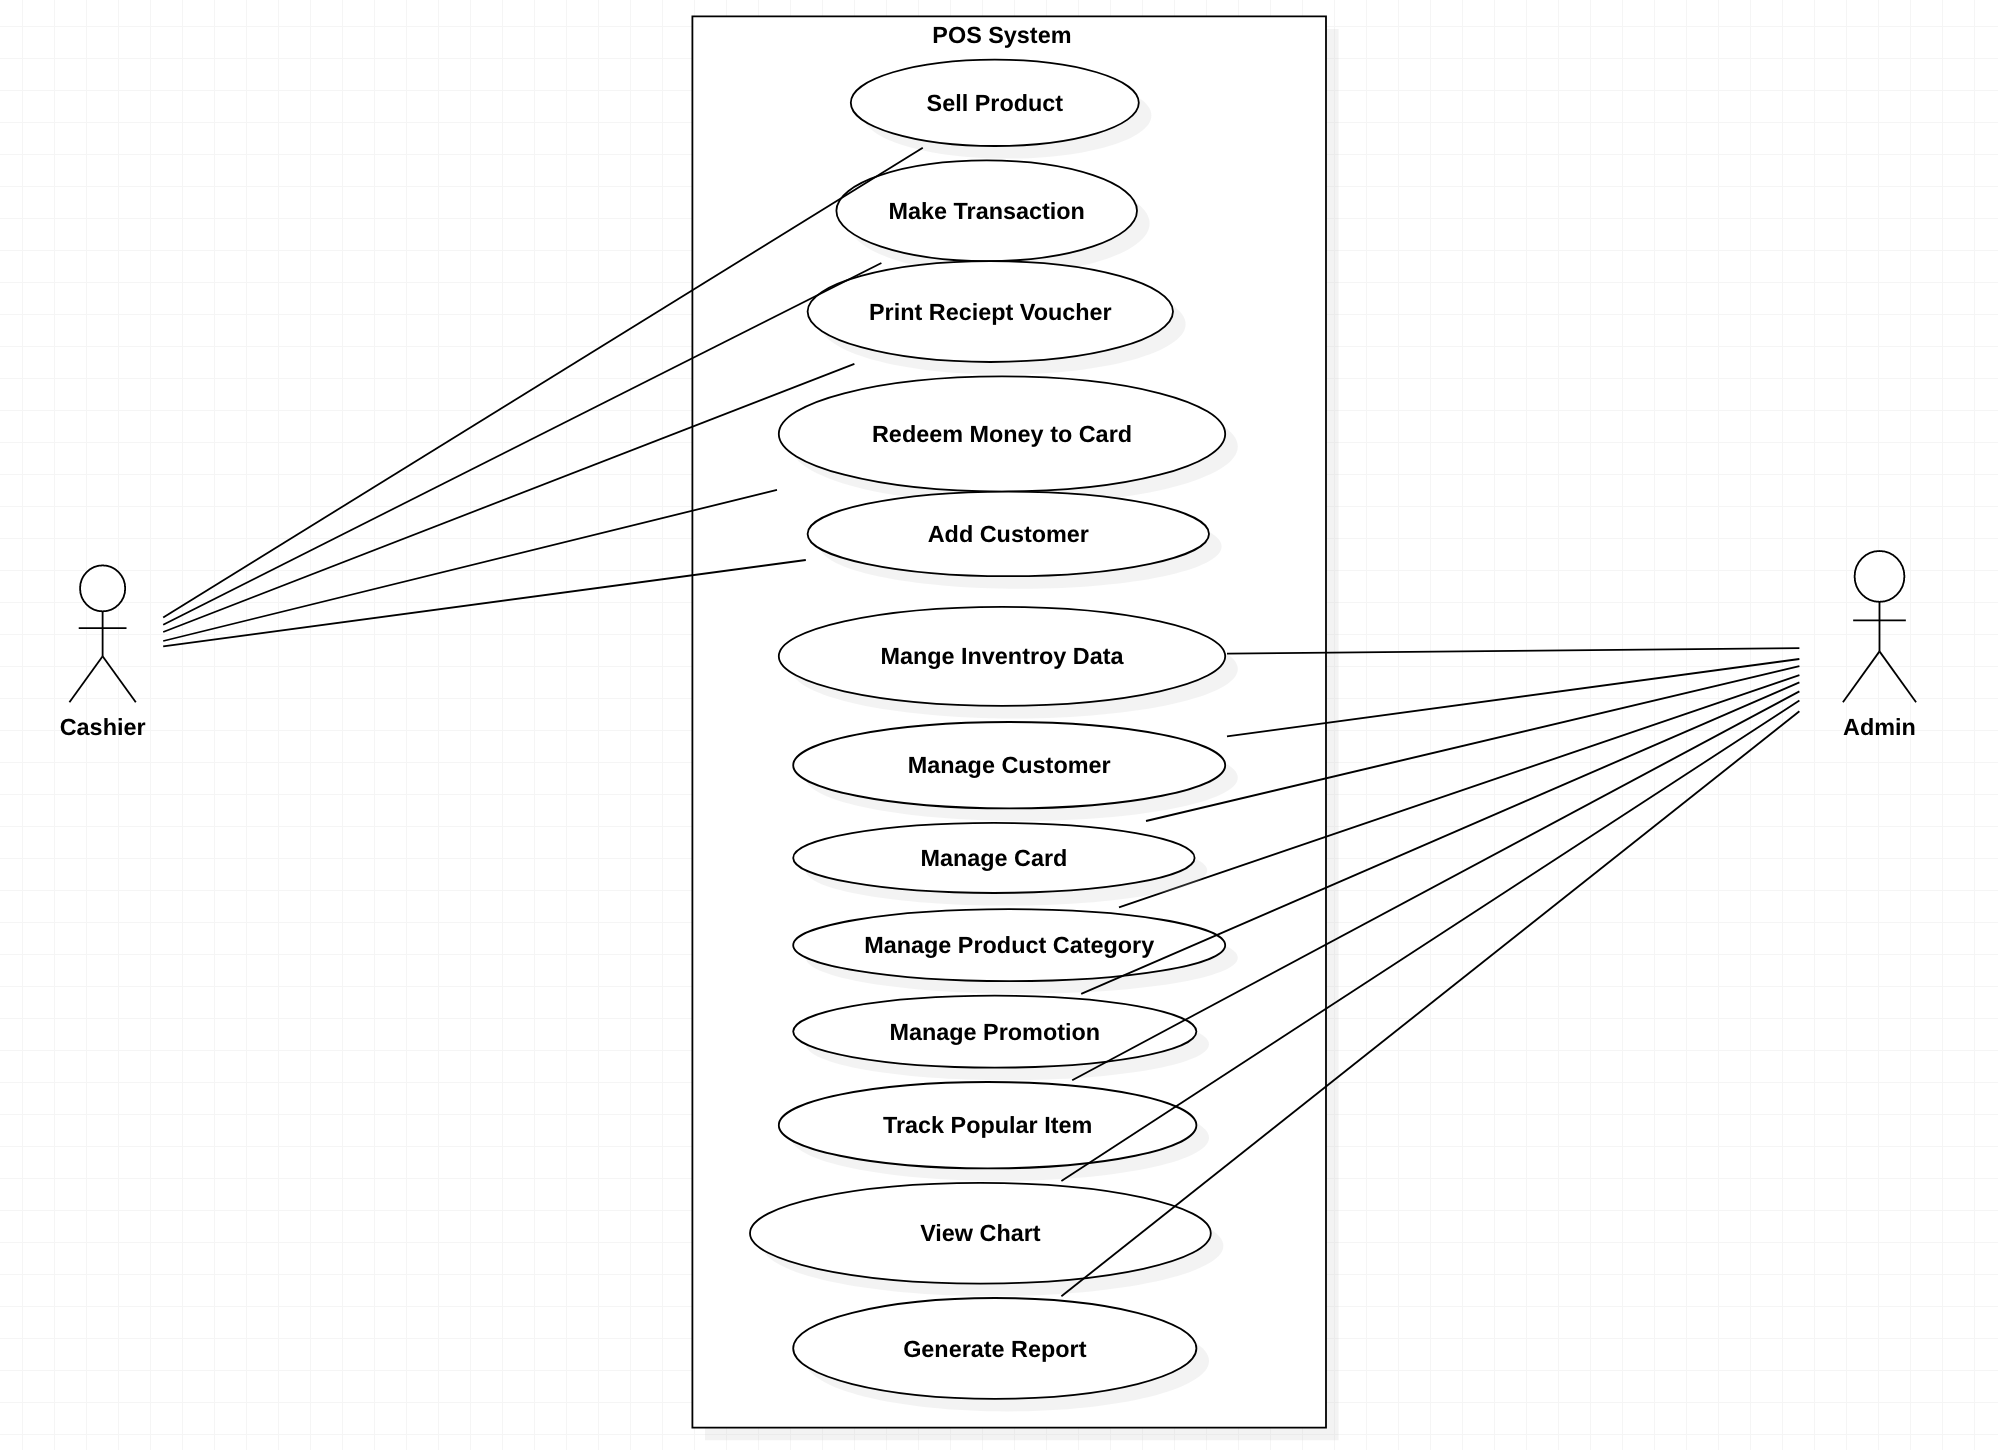 POS System
Sell Product
Make Transaction
Print Reciept Voucher
Redeem Money to Card
Add Customer
Mange Inventroy Data
Manage Customer
Manage Card
Manage Product Category
Manage Promotion
Track Popular Item
View Chart
Generate Report
Cashier
Admin